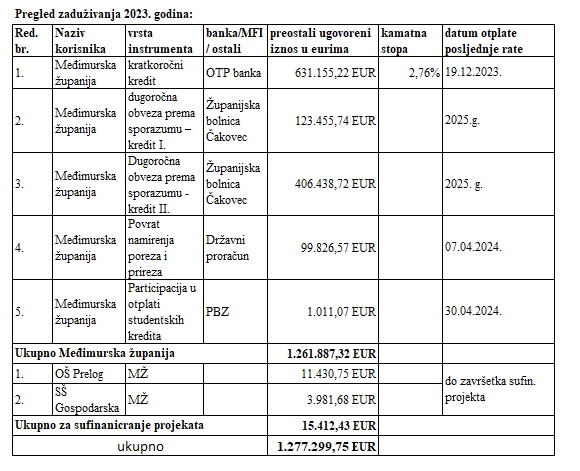 Pregled zaduživanja 2023. godina:
Red. br. Naziv korisnika vrsta instrumenta banka/MFI / ostali preostali ugovoreni iznos u eurima kamatna stopa datum otplate posljednje rate
1. Međimurska županija kratkoročni kredit OTP banka 631.155,22 EUR 2,76% 19.12.2023.
2. Međimurska županija dugoročna obveza prema sporazumu – kredit I. Županijska bolnica Čakovec 123.455,74 EUR 2025.g.
3. Međimurska županija Dugoročna obveza prema sporazumu - kredit II. Županijska bolnica Čakovec 406.438,72 EUR 2025. g.
4. Međimurska županija Povrat namirenja poreza i prireza Državni proračun 99.826,57 EUR 07.04.2024.
5. Međimurska županija Participacija u otplati studentskih kredita PBZ 1.011,07 EUR 30.04.2024.
Ukupno Međimurska županija 1.261.887,32 EUR
1. OŠ Prelog MŽ 11.430,75 EUR do završetka sufin. projekta
2. SŠ Gospodarska MŽ 3.981,68 EUR
Ukupno za sufinanicranje projekata 15.412,43 EUR
ukupno 1.277.299,75 EUR